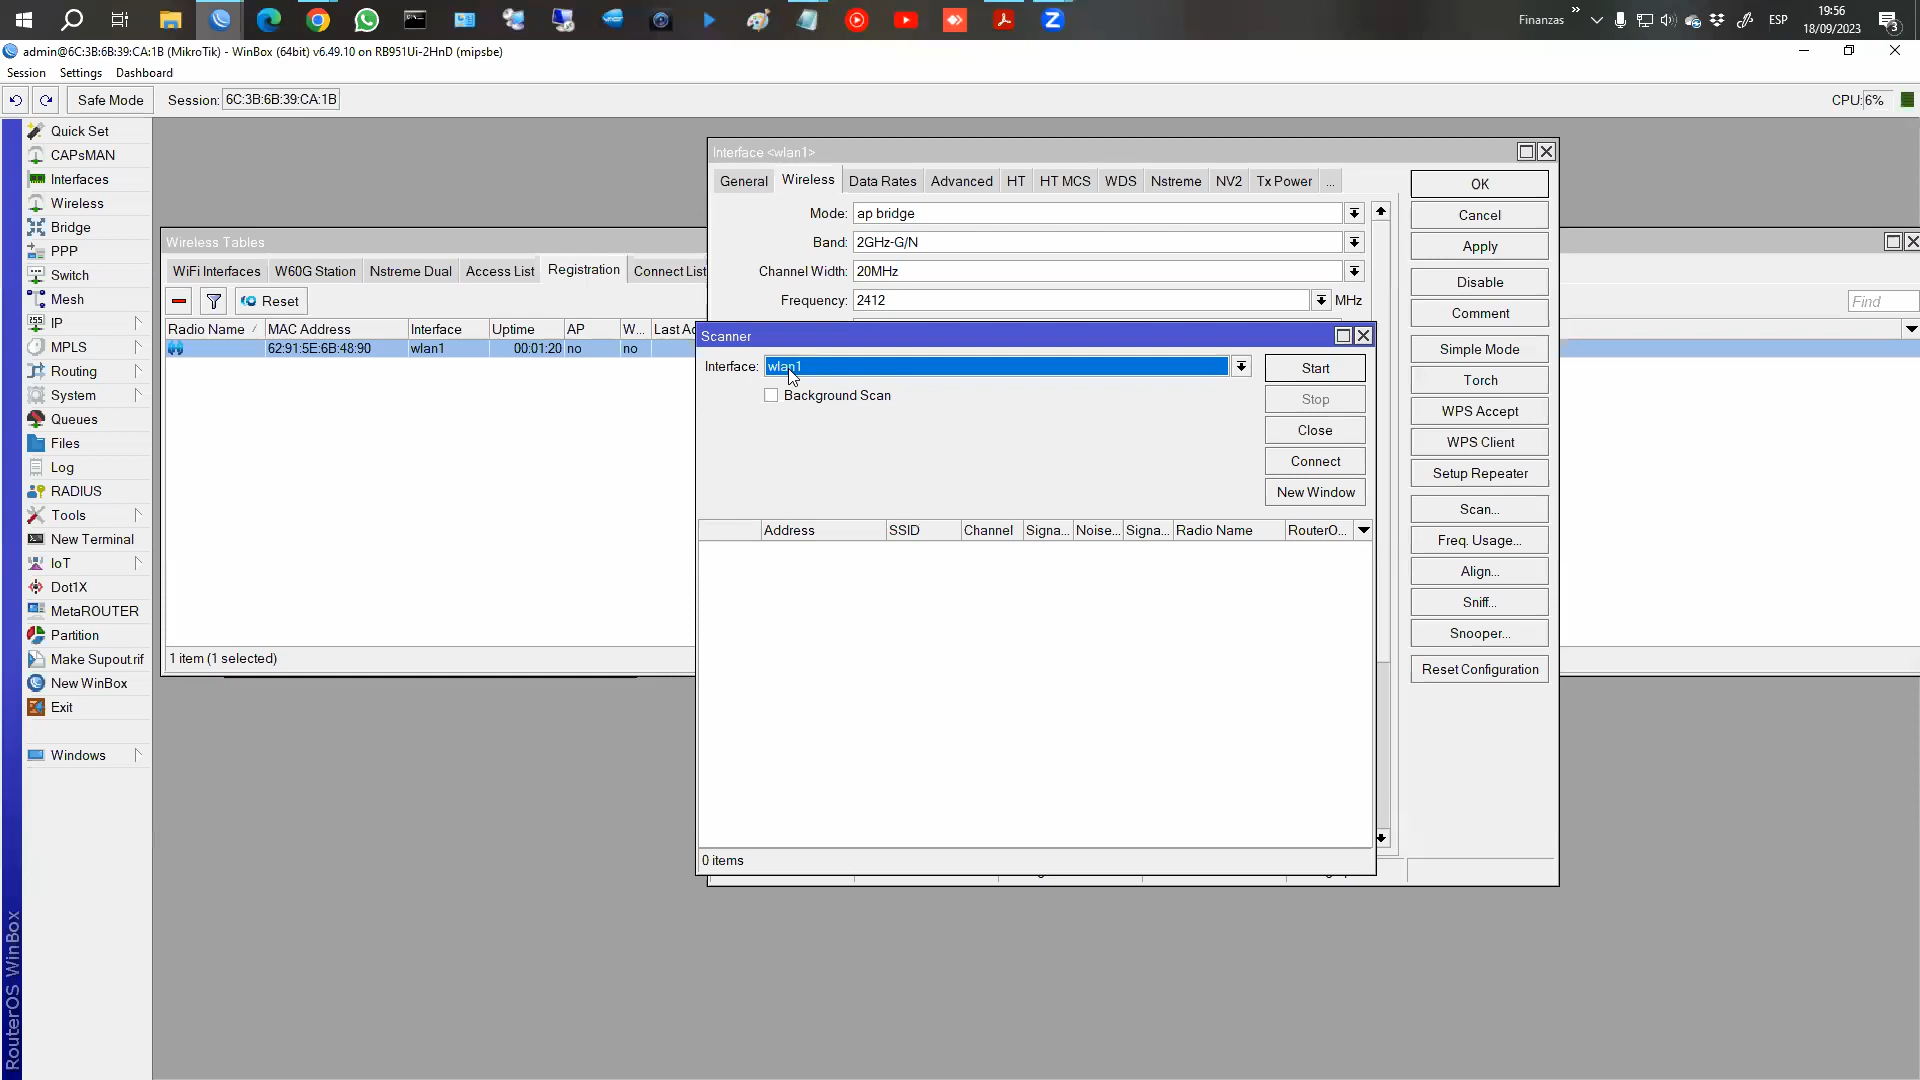 Finanzas » ESP 19:56
18/09/2023 3
admin@6C:3B:6B:39:CA:1B (MikroTik) - WinBox (64bit) v6.49.10 on RB951Ui-2HnD (mipsbe)
Session Settings Dashboard
Safe Mode Session: 6C:3B:6B:39:CA:1B CPU: 6%
Quick Set
CAPsMAN
Interfaces
Wireless
Bridge
PPP
Switch
Mesh
IP
MPLS
Routing
System
Queues
Files
Log
RADIUS
Tools
New Terminal
IoT
Dot1X
MetaROUTER
Partition
Make Supout.rif
New WinBox
Exit
Windows
RouterOS WinBox
Wireless Tables
WiFi Interfaces W60G Station Nstreme Dual Access List Registration Connect List
Reset Find
Radio Name MAC Address Interface Uptime AP W... Last Ac
62:91:5E:6B:48:90 wlan1 00:01:20 no no
1 item (1 selected)
Interface <wlan1>
General Wireless Data Rates Advanced HT HT MCS WDS Nstreme NV2 Tx Power ...
Mode: ap bridge
Band: 2GHz-G/N
Channel Width: 20MHz
Frequency: 2412 MHz
OK
Cancel
Apply
Disable
Comment
Simple Mode
Torch
WPS Accept
WPS Client
Setup Repeater
Scan...
Freq. Usage...
Align...
Sniff...
Snooper...
Reset Configuration
Scanner
Interface: wlan1
Background Scan
Start
Stop
Close
Connect
New Window
Address SSID Channel Signa... Noise... Signa... Radio Name RouterO...
0 items